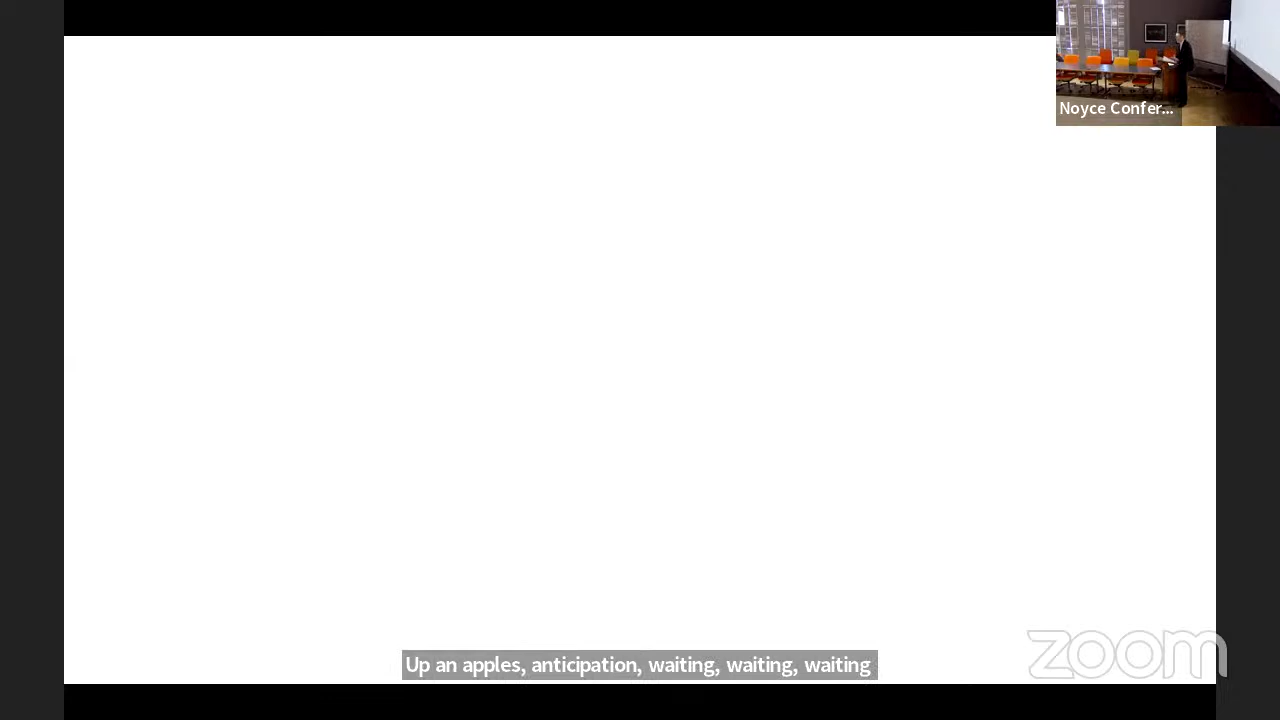 Noyce Confer...
Up an apples, anticipation, waiting, waiting, waiting
zoom